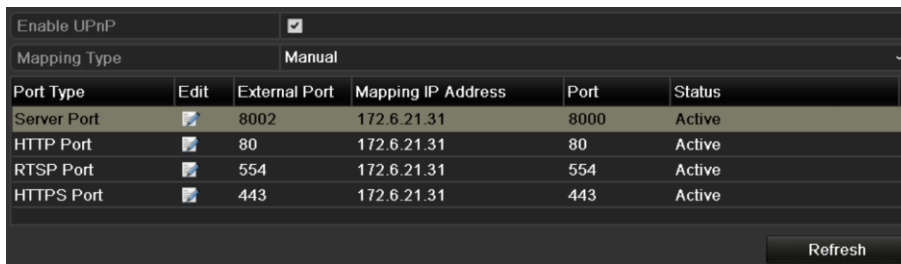 Enable UPnP
Mapping Type Manual
Port Type Edit External Port Mapping IP Address Port Status
Server Port 8002 172.6.21.31 8000 Active
HTTP Port 80 172.6.21.31 80 Active
RTSP Port 554 172.6.21.31 554 Active
HTTPS Port 443 172.6.21.31 443 Active
Refresh